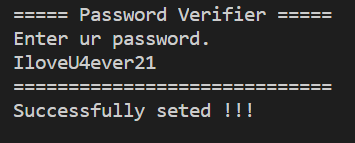 ===== Password Verifier =====
Enter ur password.
IloveU4ever21
=============================
Successfully seted !!!